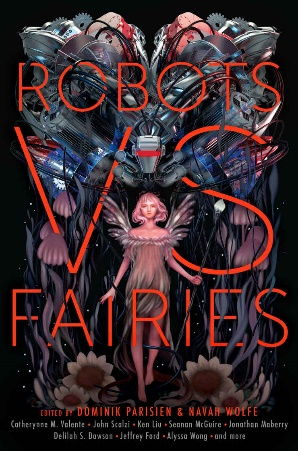 ROBOTS
VS
FAIRIES
EDITED BY DOMINIK PARISIEN & NAVAH WOLFE
Catherynne M. Valente • John Scalzi • Ken Liu • Seanan McGuire • Jonathan Maberry
Delilah S. Dawson • Jeffrey Ford • Alyssa Wong • and more